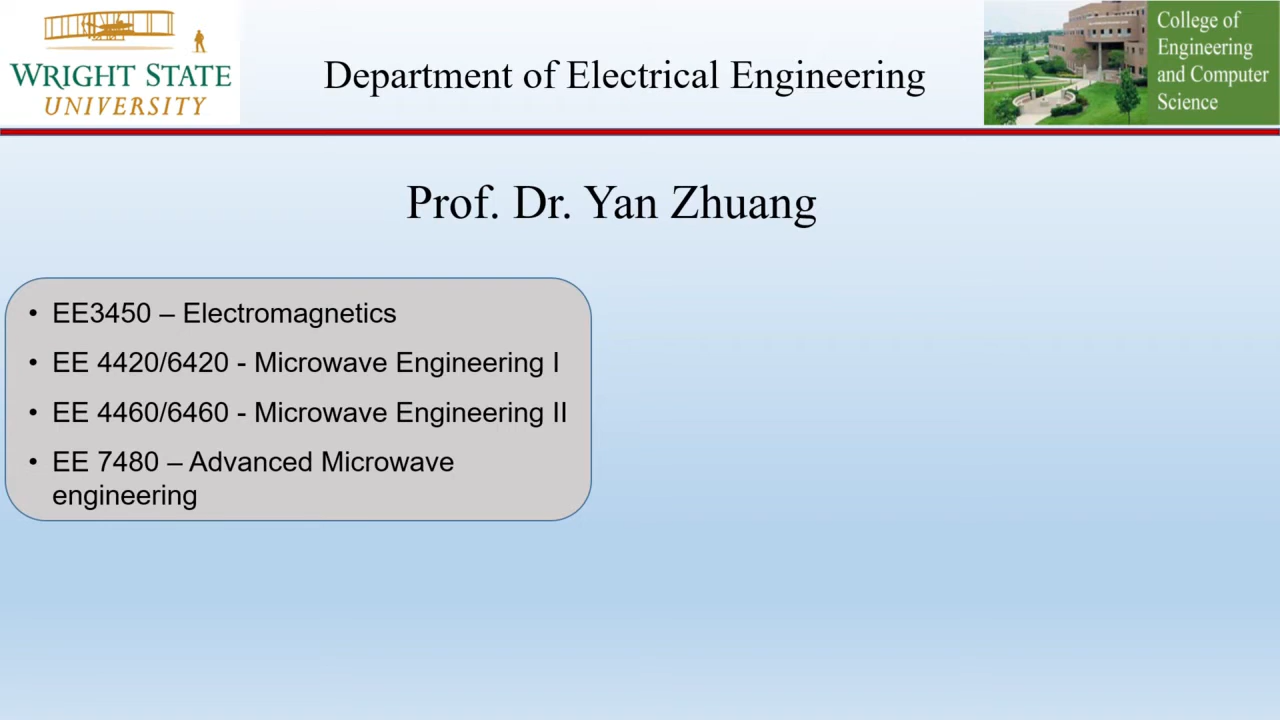 WRIGHT STATE
UNIVERSITY
Department of Electrical Engineering
College of
Engineering
and Computer
Science
Prof. Dr. Yan Zhuang
• EE3450 – Electromagnetics
• EE 4420/6420 - Microwave Engineering I
• EE 4460/6460 - Microwave Engineering II
• EE 7480 – Advanced Microwave
engineering